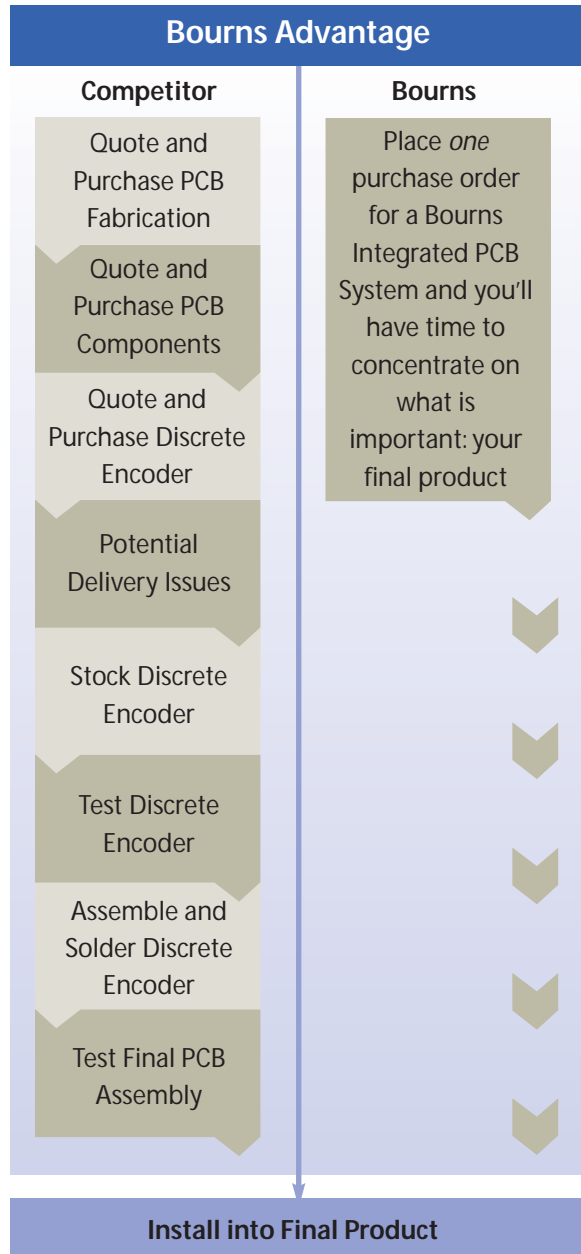 Bourns Advantage
Competitor
Quote and
Purchase PCB
Fabrication
Quote and
Purchase PCB
Components
Quote and
Purchase Discrete
Encoder
Potential
Delivery Issues
Stock Discrete
Encoder
Test Discrete
Encoder
Assemble and
Solder Discrete
Encoder
Test Final PCB
Assembly
Bourns
Place one
purchase order
for a Bourns
Integrated PCB
System and you’ll
have time to
concentrate on
what is
important: your
final product
Install into Final Product